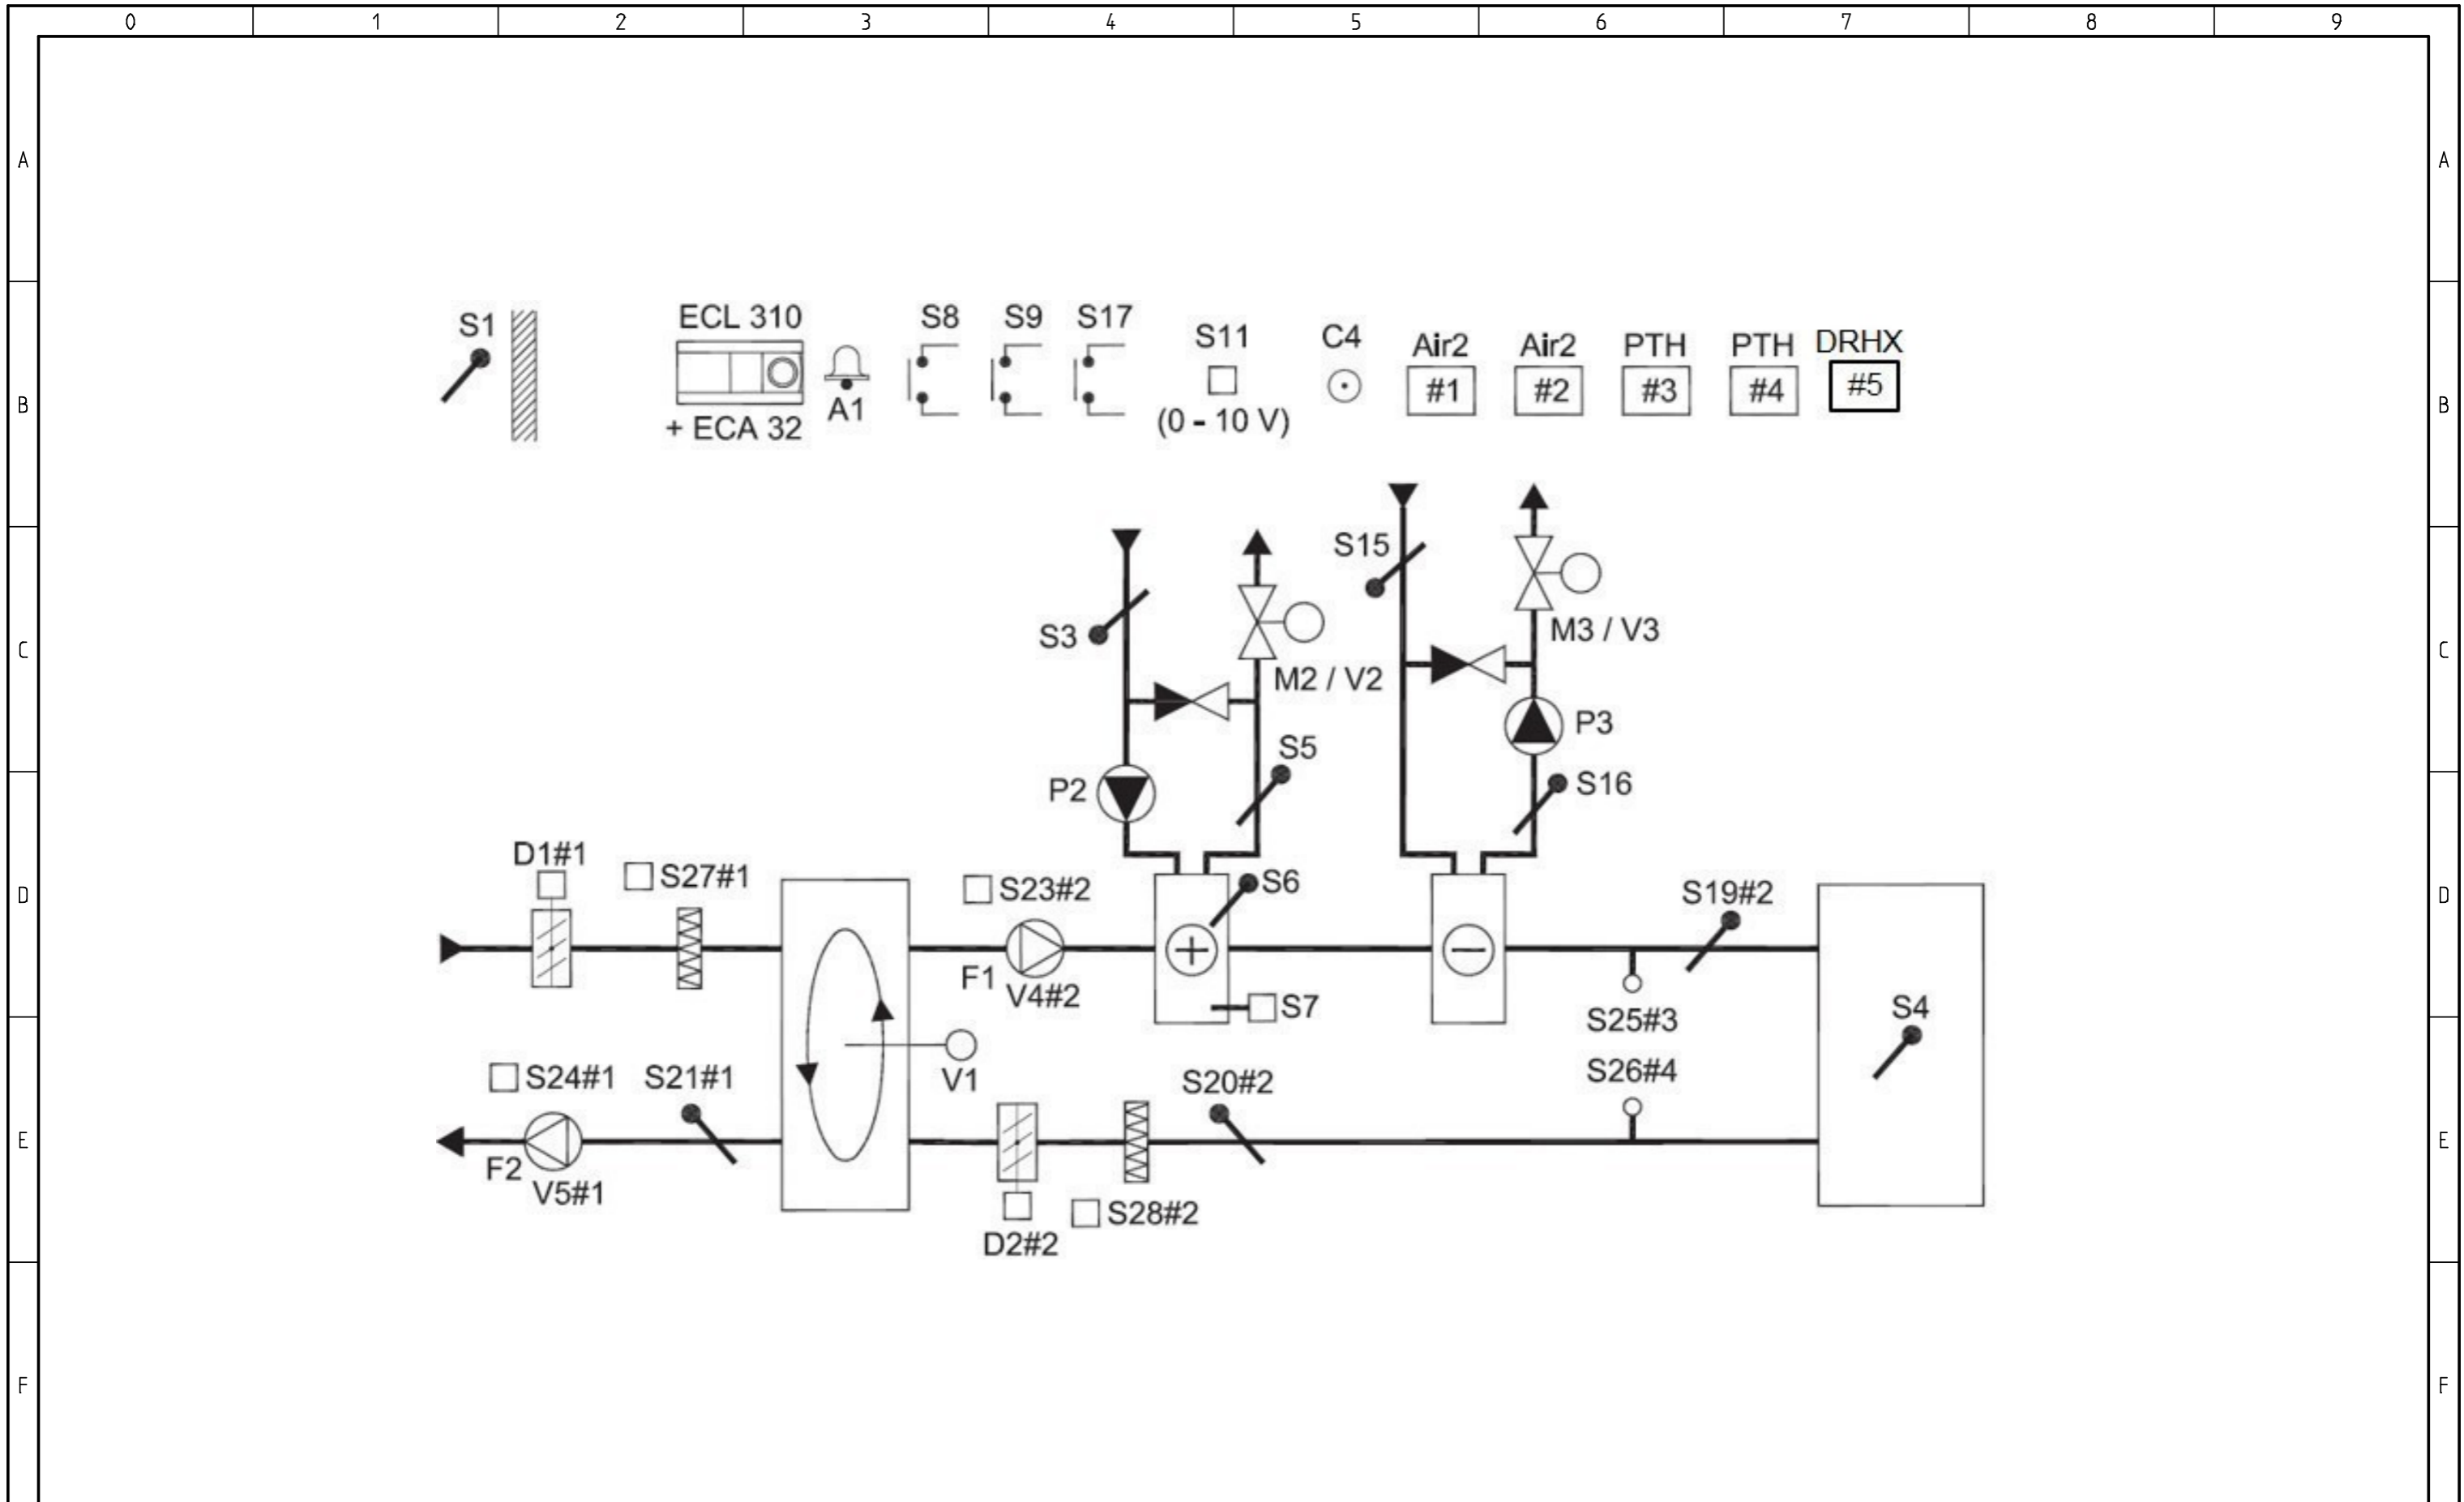 0 1 2 3 4 5 6 7 8 9
A A
S1 ECL 310 S8 S9 S17 S11 C4 Air2 Air2 PTH PTH DRHX
#1 #2 #3 #4 #5
B B
+ ECA 32 A1 (0 - 10 V)
S15
S3 M3 / V3
C C
M2 / V2
P3
S5
P2 S16
D1#1 S27#1 S23#2 S6 S19#2
D D
F1 V4#2 S7 S25#3 S4
S24#1 S21#1 V1 S20#2 S26#4
E E
F2 V5#1 S28#2
D2#2
F F